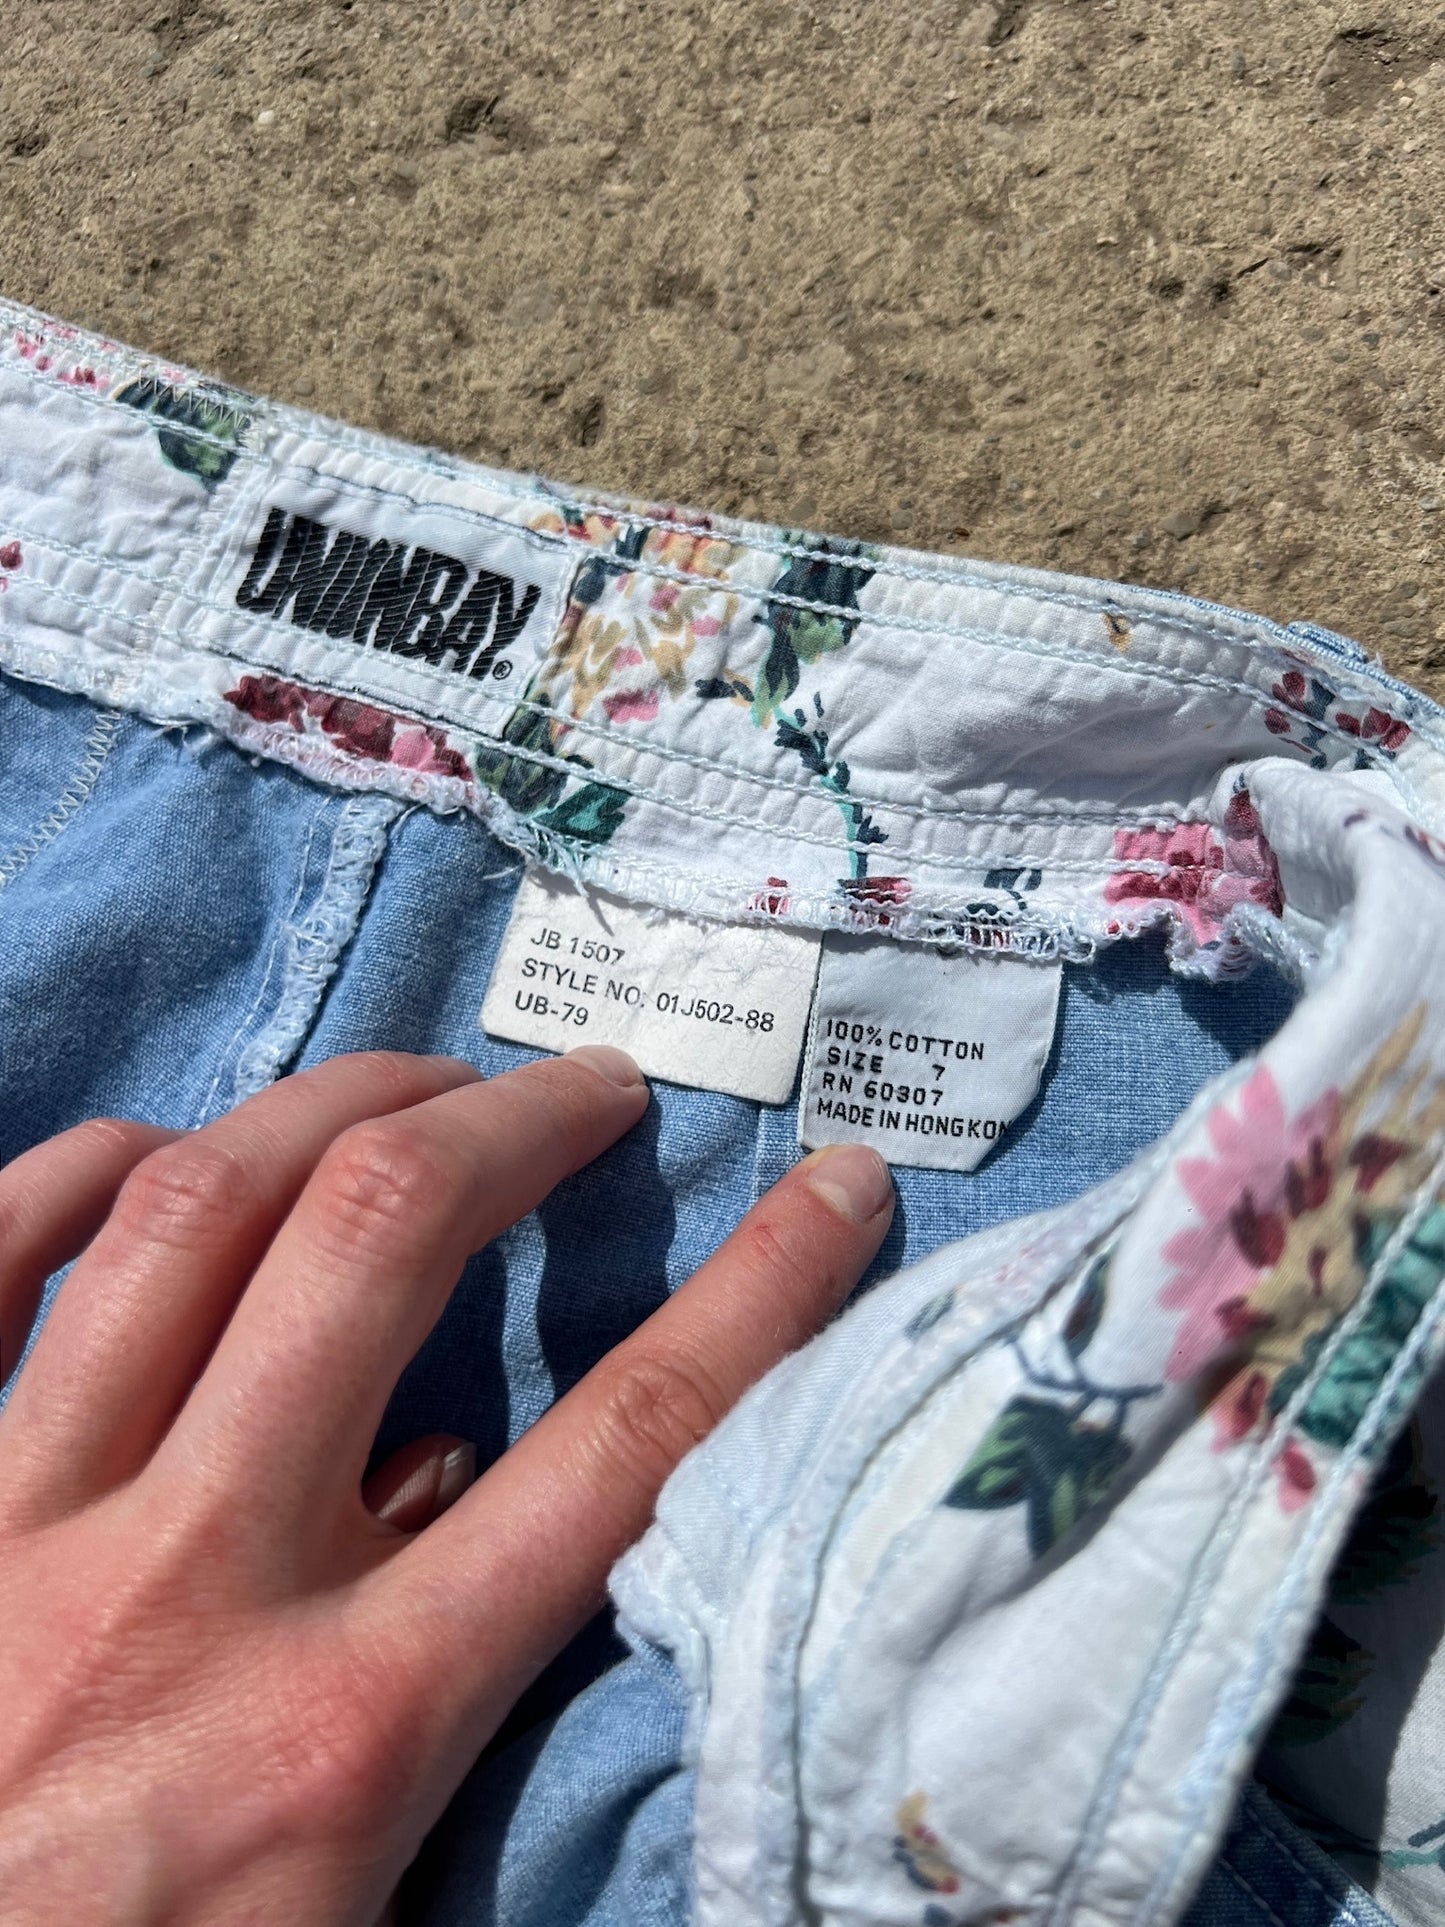 UNIONBAY®
JB 1507
STYLE NO: 01J502-88
UB-79
100% COTTON
SIZE 7
RN 60307
MADE IN HONG KON